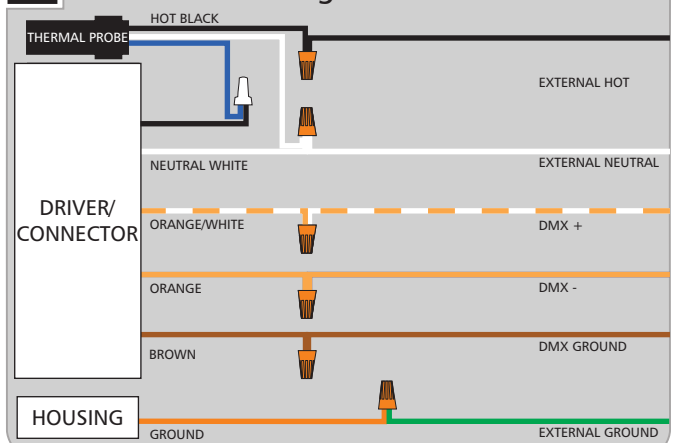 HOT BLACK
THERMAL PROBE
EXTERNAL HOT
NEUTRAL WHITE
EXTERNAL NEUTRAL
DRIVER/
CONNECTOR
ORANGE/WHITE
DMX +
ORANGE
DMX -
BROWN
DMX GROUND
HOUSING
GROUND
EXTERNAL GROUND